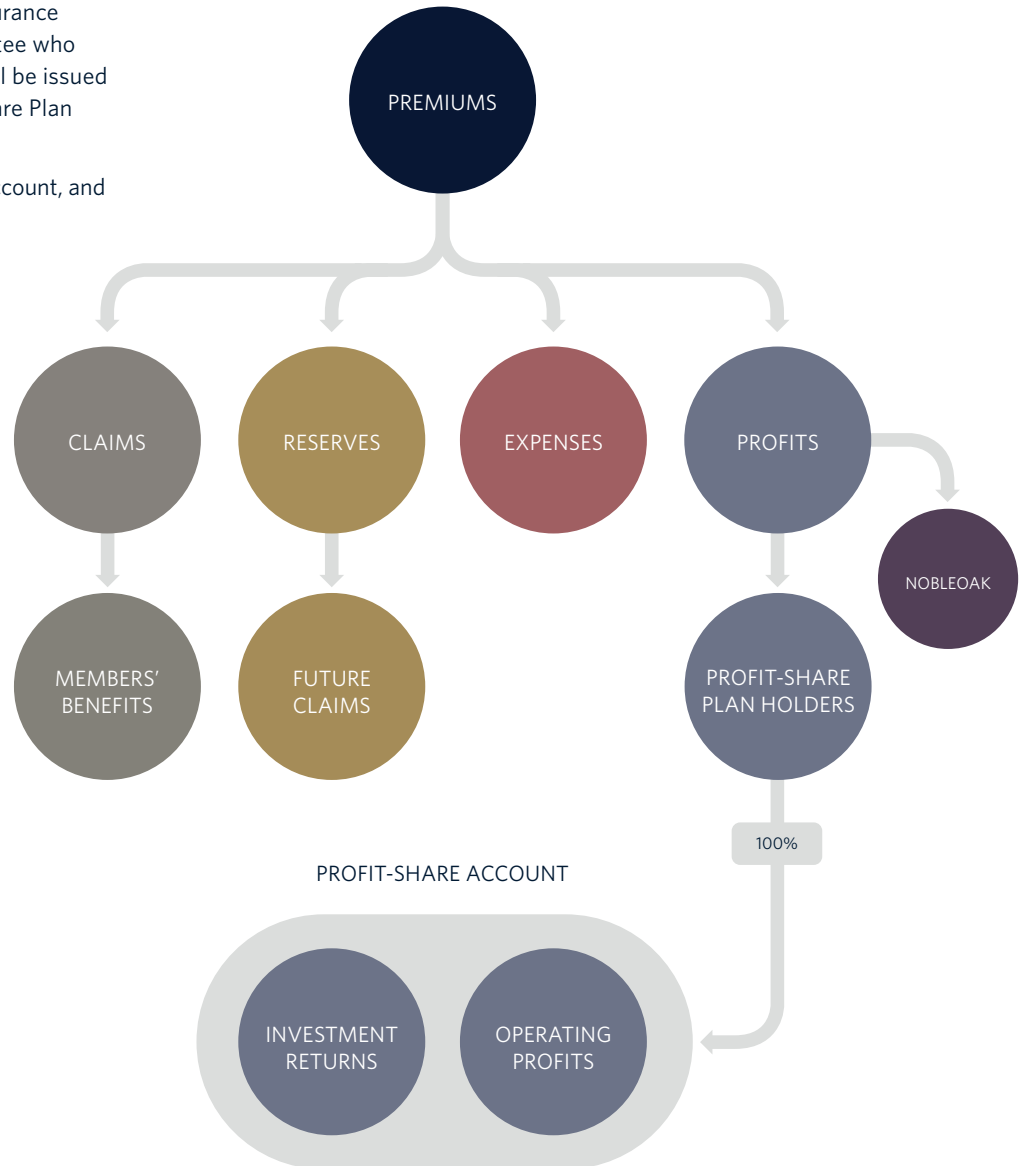 tee who
l be issued
are Plan
count, and
PREMIUMS
CLAIMS
RESERVES
EXPENSES
PROFITS
NOBLEOAK
MEMBERS’
BENEFITS
FUTURE
CLAIMS
PROFIT-SHARE
PLAN HOLDERS
100%
PROFIT-SHARE ACCOUNT
INVESTMENT
RETURNS
OPERATING
PROFITS